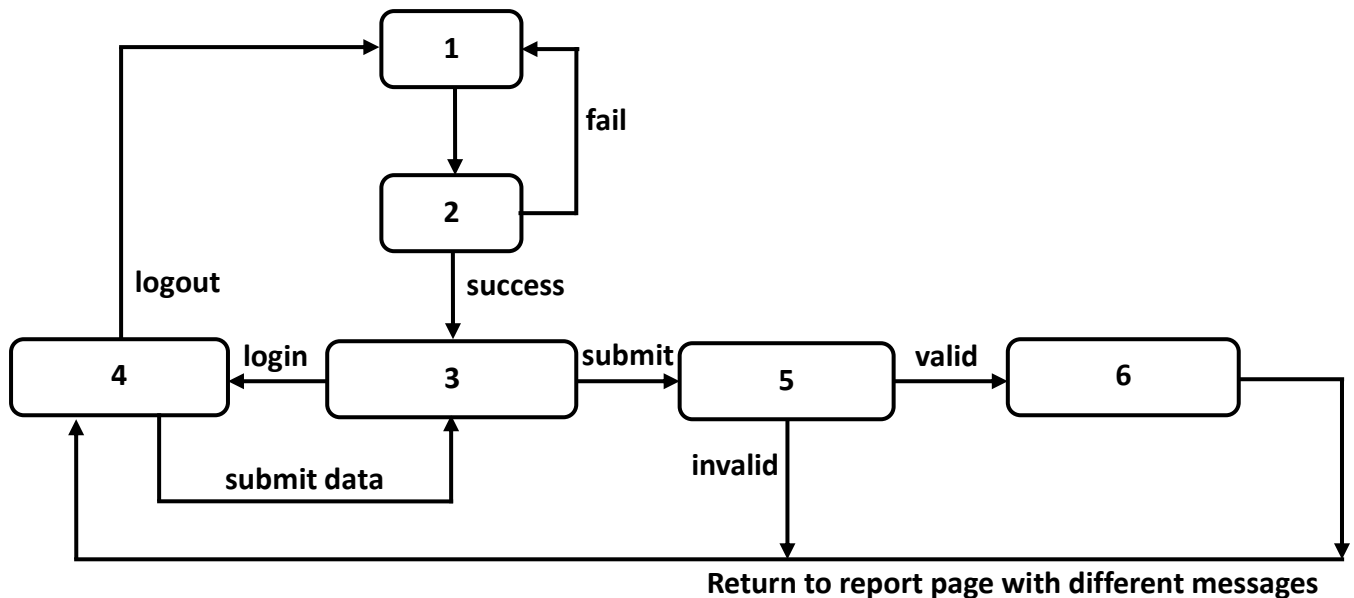 1
fail
2
logout
success
4
login
3
submit
5
valid
6
submit data
invalid
Return to report page with different messages